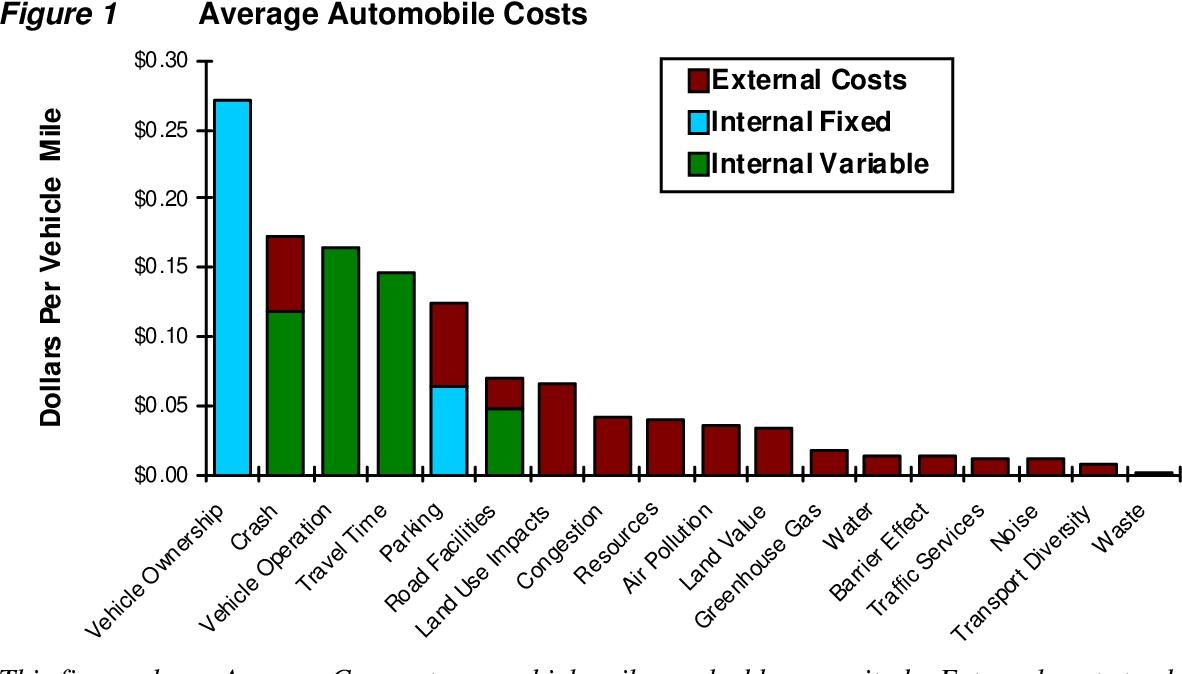 Figure 1 Average Automobile Costs
Dollars Per Vehicle Mile
$0.30
$0.25
$0.20
$0.15
$0.10
$0.05
$0.00
External Costs
Internal Fixed
Internal Variable
Vehicle Ownership
Crash
Vehicle Operation
Travel Time
Parking
Road Facilities
Land Use Impacts
Congestion
Resources
Air Pollution
Land Value
Greenhouse Gas
Water
Barrier Effect
Traffic Services
Noise
Transport Diversity
Waste